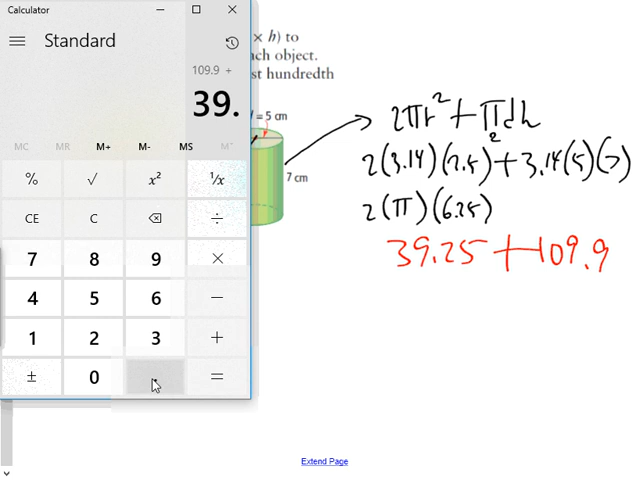 Calculator
Standard
109.9 +
39.
MC MR M+ M- MS M˅
% √ x² ¹/x
CE C ⌫ ÷
7 8 9 ×
4 5 6 −
1 2 3 +
± 0 . =
× h) to
ach object.
st hundredth
= 5 cm
7 cm
2πr² + πdh
2(3.14)(2.5)² + 3.14(5)(7)
2(π)(6.25)
39.25 + 109.9
Extend Page